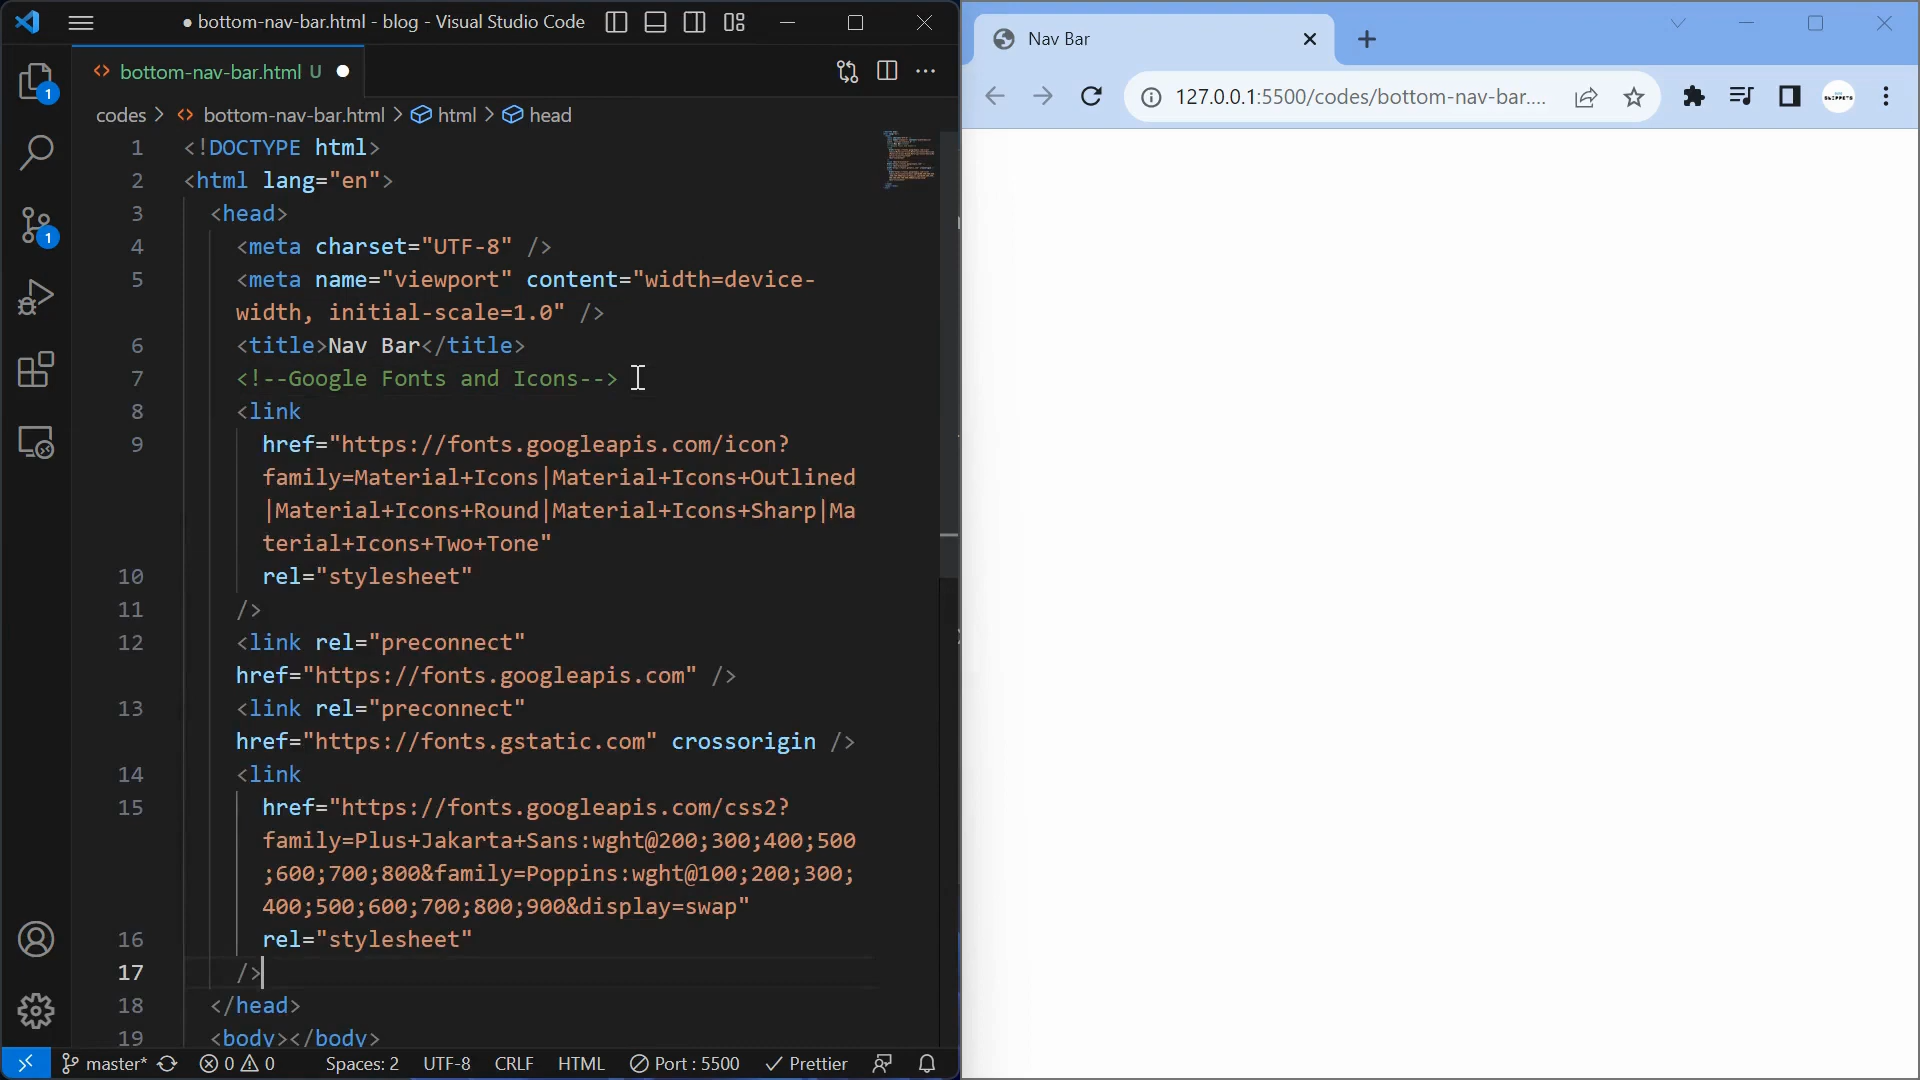 ● bottom-nav-bar.html - blog - Visual Studio Code
Nav Bar
bottom-nav-bar.html U ●
127.0.0.1:5500/codes/bottom-nav-bar....
codes > bottom-nav-bar.html > html > head
1 <!DOCTYPE html>
2 <html lang="en">
3 <head>
4 <meta charset="UTF-8" />
5 <meta name="viewport" content="width=device-
width, initial-scale=1.0" />
6 <title>Nav Bar</title>
7 <!--Google Fonts and Icons-->
8 <link
9 href="https://fonts.googleapis.com/icon?
family=Material+Icons|Material+Icons+Outlined
|Material+Icons+Round|Material+Icons+Sharp|Ma
terial+Icons+Two+Tone"
10 rel="stylesheet"
11 />
12 <link rel="preconnect"
href="https://fonts.googleapis.com" />
13 <link rel="preconnect"
href="https://fonts.gstatic.com" crossorigin />
14 <link
15 href="https://fonts.googleapis.com/css2?
family=Plus+Jakarta+Sans:wght@200;300;400;500
;600;700;800&family=Poppins:wght@100;200;300;
400;500;600;700;800;900&display=swap"
16 rel="stylesheet"
17 />
18 </head>
19 <body></body>
1
1
master* 0 0 Spaces: 2 UTF-8 CRLF HTML Port : 5500 Prettier